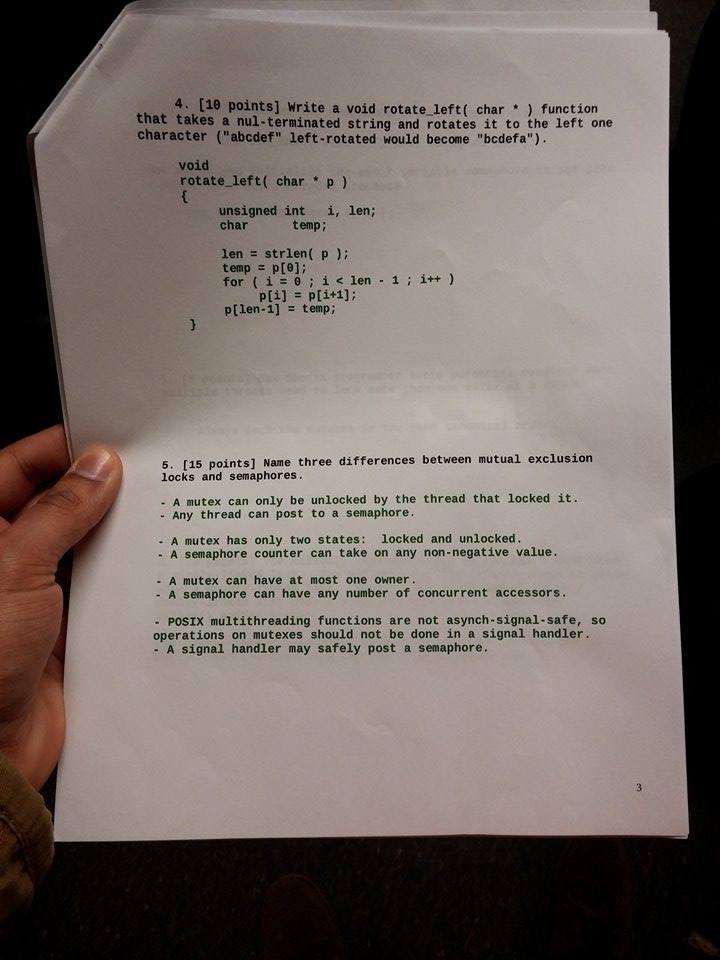 4. [10 points] Write a void rotate_left( char * ) function
that takes a nul-terminated string and rotates it to the left one
character ("abcdef" left-rotated would become "bcdefa").
void
rotate_left( char * p )
{
unsigned int i, len;
char temp;
len = strlen( p );
temp = p[0];
for ( i = 0 ; i < len - 1 ; i++ )
p[i] = p[i+1];
p[len-1] = temp;
}
5. [15 points] Name three differences between mutual exclusion
locks and semaphores.
- A mutex can only be unlocked by the thread that locked it.
- Any thread can post to a semaphore.
- A mutex has only two states: locked and unlocked.
- A semaphore counter can take on any non-negative value.
- A mutex can have at most one owner.
- A semaphore can have any number of concurrent accessors.
- POSIX multithreading functions are not asynch-signal-safe, so
operations on mutexes should not be done in a signal handler.
- A signal handler may safely post a semaphore.
3